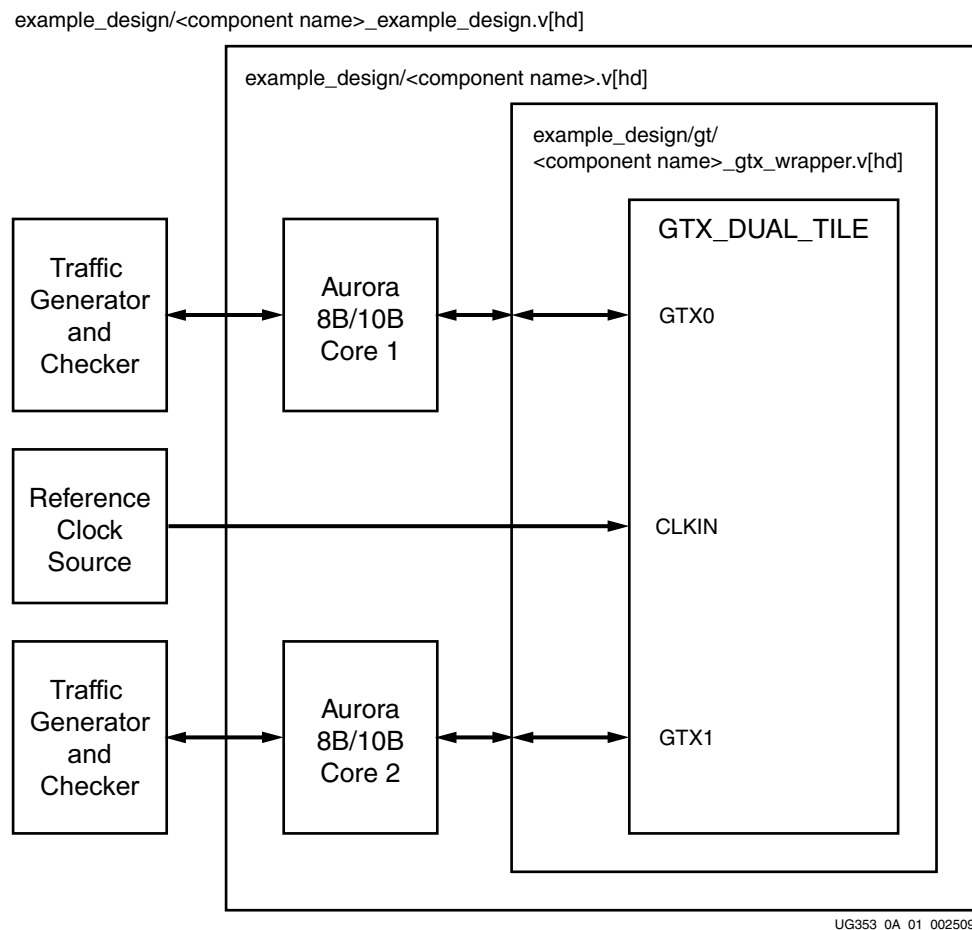 example_design/<component name>_example_design.v[hd]
example_design/<component name>.v[hd]
example_design/gt/
<component name>_gtx_wrapper.v[hd]
GTX_DUAL_TILE
Traffic
Generator
and
Checker
Aurora
8B/10B
Core 1
GTX0
Reference
Clock
Source
CLKIN
Traffic
Generator
and
Checker
Aurora
8B/10B
Core 2
GTX1
UG353_0A_01_002509